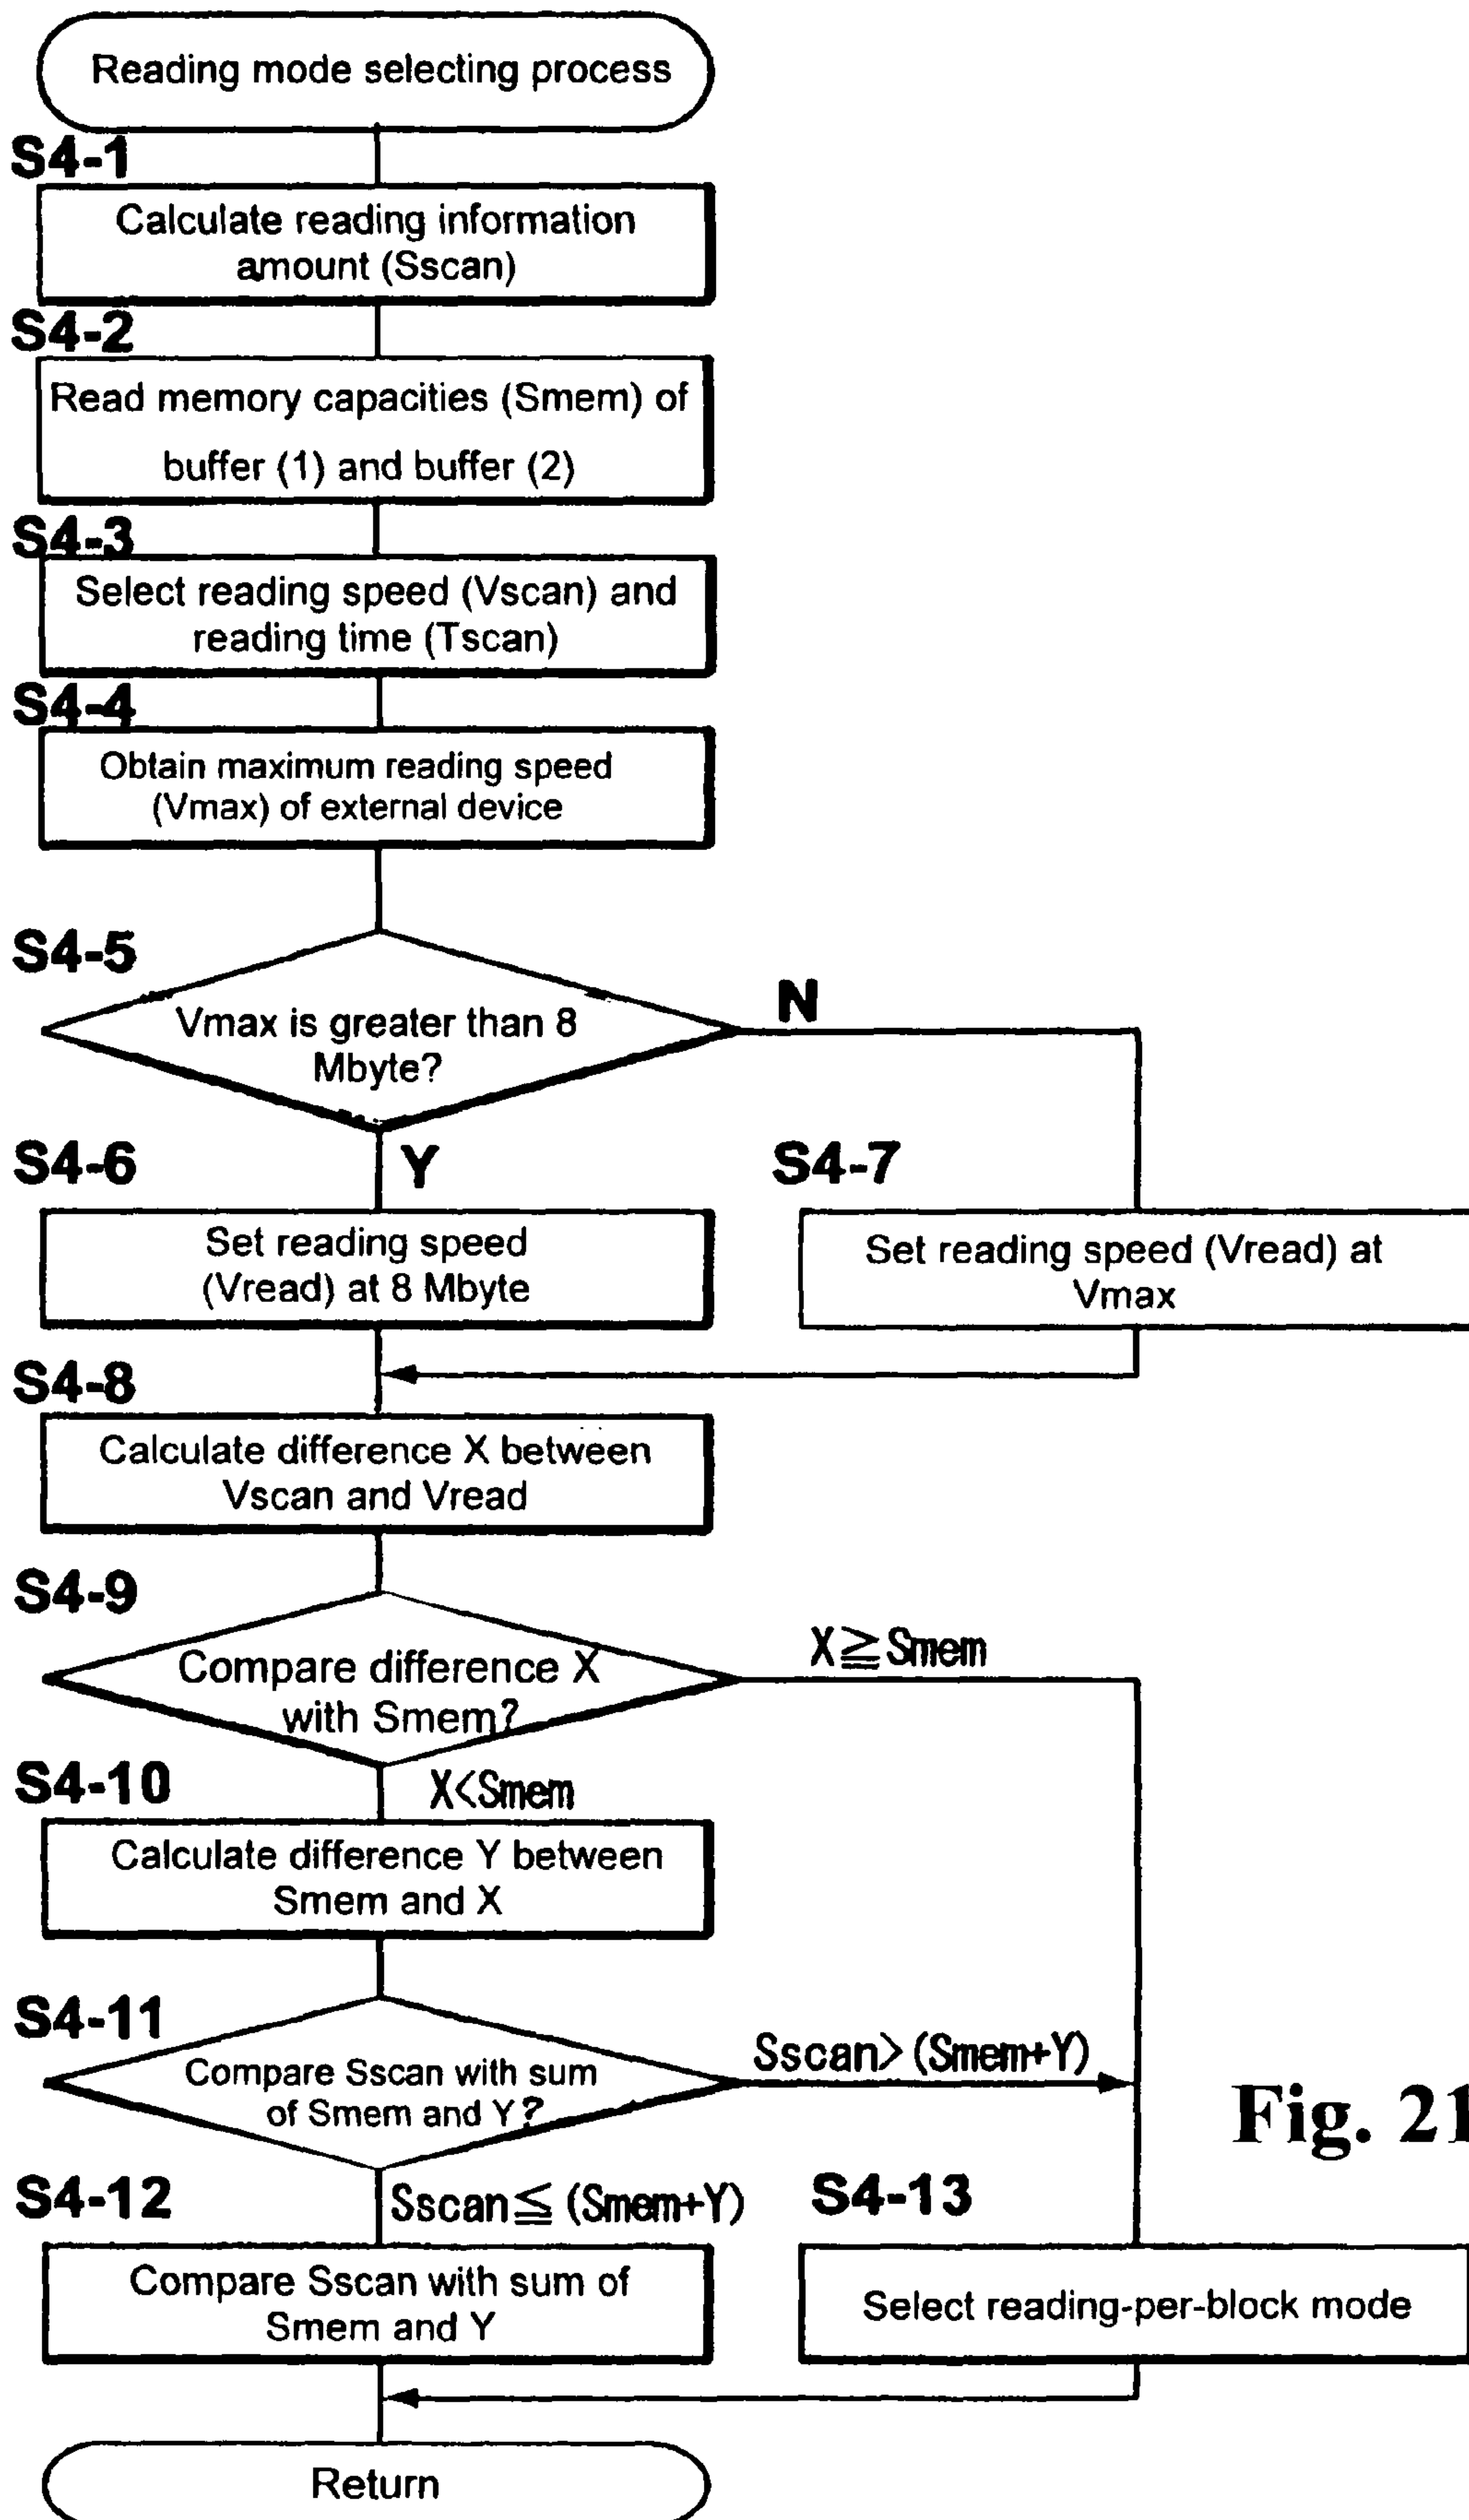 Reading mode selecting process
S4-1
Calculate reading information
amount (Sscan)
S4-2
Read memory capacities (Smem) of
buffer (1) and buffer (2)
S4-3
Select reading speed (Vscan) and
reading time (Tscan)
S4-4
Obtain maximum reading speed
(Vmax) of external device
S4-5
Vmax is greater than 8
Mbyte?
N
S4-6
Y
S4-7
Set reading speed
(Vread) at 8 Mbyte
Set reading speed (Vread) at
Vmax
S4-8
Calculate difference X between
Vscan and Vread
S4-9
Compare difference X
with Smem?
X≧Smem
S4-10
X<Smem
Calculate difference Y between
Smem and X
S4-11
Compare Sscan with sum
of Smem and Y?
Sscan>(Smem+Y)
Fig. 21
S4-12
Sscan≦(Smem+Y)
S4-13
Compare Sscan with sum of
Smem and Y
Select reading-per-block mode
Return